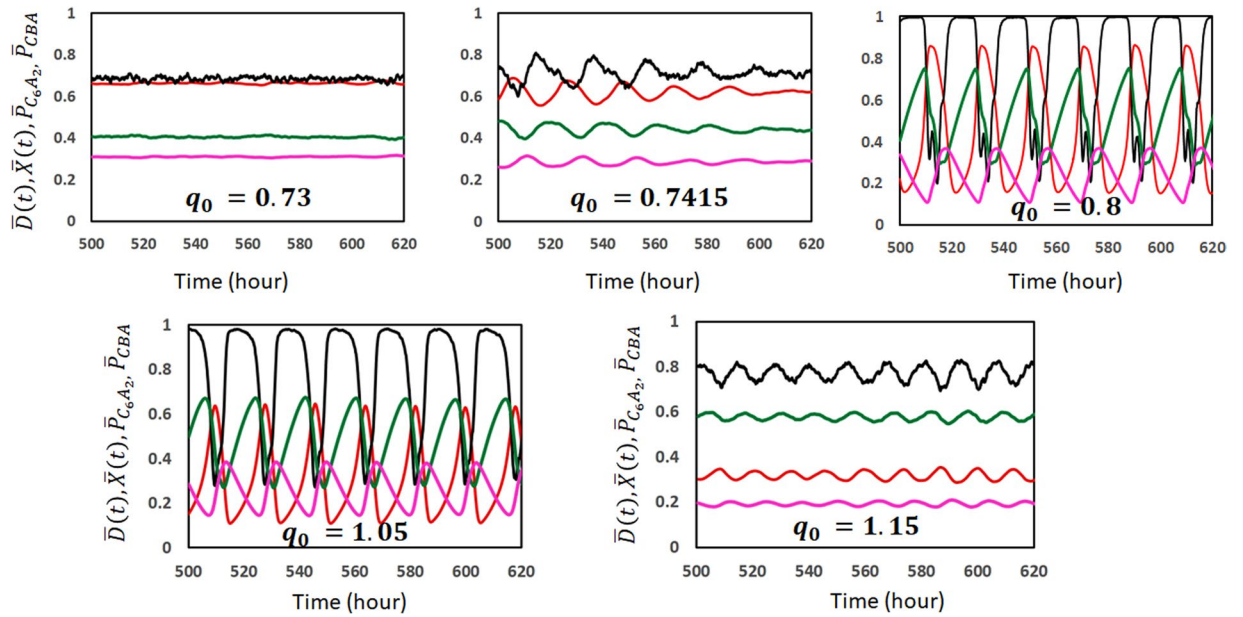 D̄(t), X̄(t), P̄_{C₆A₂}, P̄_{CBA}
1
0.8
0.6
0.4
0.2
0
q₀ = 0.73
500 520 540 560 580 600 620
Time (hour)
1
0.8
0.6
0.4
0.2
0
q₀ = 0.7415
500 520 540 560 580 600 620
Time (hour)
1
0.8
0.6
0.4
0.2
0
q₀ = 0.8
500 520 540 560 580 600 620
Time (hour)
D̄(t), X̄(t), P̄_{C₆A₂}, P̄_{CBA}
1
0.8
0.6
0.4
0.2
0
q₀ = 1.05
500 520 540 560 580 600 620
Time (hour)
D̄(t), X̄(t), P̄_{C₆A₂}, P̄_{CBA}
1
0.8
0.6
0.4
0.2
0
q₀ = 1.15
500 520 540 560 580 600 620
Time (hour)